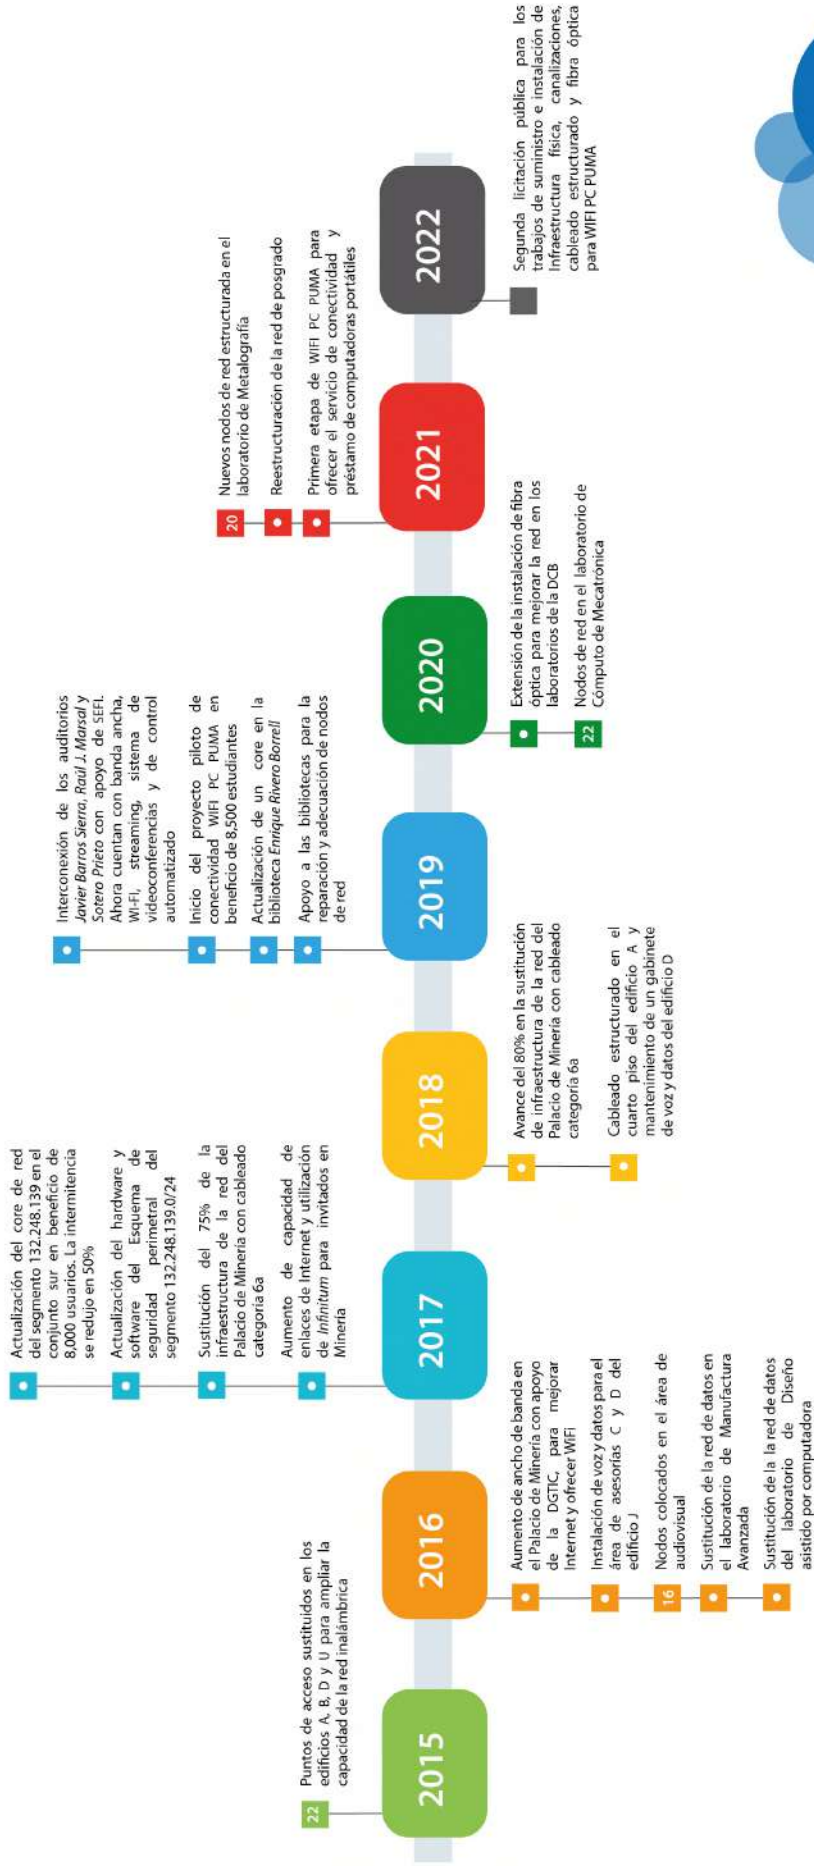 2015
22
Puntos de acceso sustituidos en los
edificios A, B, D y U para ampliar la
capacidad de la red inalámbrica
2016
Aumento de ancho de banda en
el Palacio de Minería con apoyo
de la DGTIC, para mejorar
Internet y ofrecer WiFi
Instalación de voz y datos para el
área de asesorías C y D del
edificio J
16
Nodos colocados en el área de
audiovisual
Sustitución de la red de datos en
el laboratorio de Manufactura
Avanzada
Sustitución de la la red de datos
del laboratorio de Diseño
asistido por computadora
2017
Actualización del core de red
del segmento 132.248.139 en el
conjunto sur en beneficio de
8,000 usuarios. La intermitencia
se redujo en 50%
Actualización del hardware y
software del Esquema de
seguridad perimetral del
segmento 132.248.139.0/24
Sustitución del 75% de la
infraestructura de la red del
Palacio de Minería con cableado
categoria 6a
Aumento de capacidad de
enlaces de Internet y utilización
de Infinitum para invitados en
Minería
2018
Avance del 80% en la sustitución
de infraestructura de la red del
Palacio de Minería con cableado
categoría 6a
Cableado estructurado en el
cuarto piso del edificio A y
mantenimiento de un gabinete
de voz y datos del edificio D
2019
Interconexión de los auditorios
Javier Barros Sierra, Raúl J. Marsal y
Sotero Prieto con apoyo de SEFI.
Ahora cuentan con banda ancha,
WI-FI, streaming, sistema de
videoconferencias y de control
automatizado
Inicio del proyecto piloto de
conectividad WIFI PC PUMA en
beneficio de 8,500 estudiantes
Actualización de un core en la
biblioteca Enrique Rivero Borrell
Apoyo a las bibliotecas para la
reparación y adecuación de nodos
de red
2020
Extensión de la instalación de fibra
óptica para mejorar la red en los
laboratorios de la DCB
22
Nodos de red en el laboratorio de
Cómputo de Mecatrónica
2021
20
Nuevos nodos de red estructurada en el
laboratorio de Metalografía
Reestructuración de la red de posgrado
Primera etapa de WIFI PC PUMA para
ofrecer el servicio de conectividad y
préstamo de computadoras portátiles
2022
Segunda licitación pública para los
trabajos de suministro e instalación de
Infraestructura física, canalizaciones,
cableado estructurado y fibra óptica
para WIFI PC PUMA